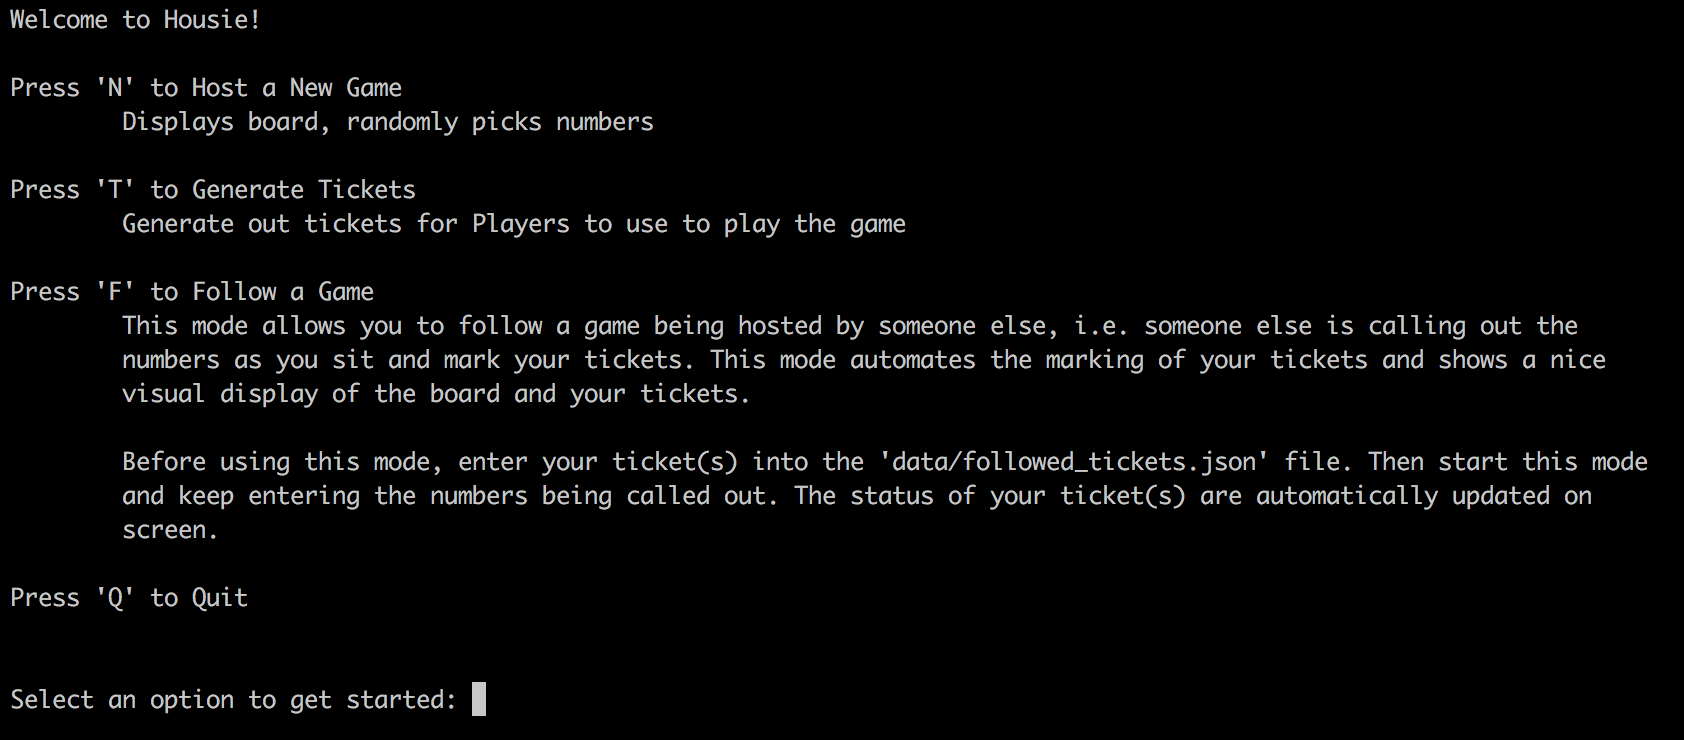 Welcome to Housie!
Press 'N' to Host a New Game
Displays board, randomly picks numbers
Press 'T' to Generate Tickets
Generate out tickets for Players to use to play the game
Press 'F' to Follow a Game
This mode allows you to follow a game being hosted by someone else, i.e. someone else is calling out the
numbers as you sit and mark your tickets. This mode automates the marking of your tickets and shows a nice
visual display of the board and your tickets.
Before using this mode, enter your ticket(s) into the 'data/followed_tickets.json' file. Then start this mode
and keep entering the numbers being called out. The status of your ticket(s) are automatically updated on
screen.
Press 'Q' to Quit
Select an option to get started: